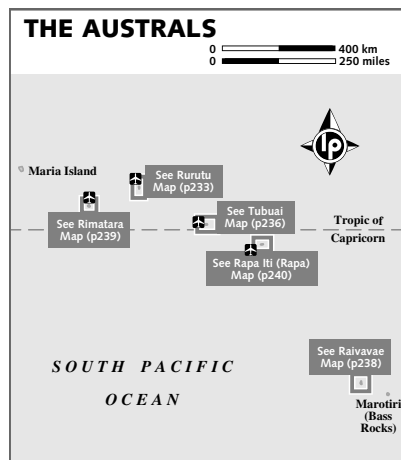 THE AUSTRALS
0 400 km
0 250 miles
lp
Maria Island
See Rurutu
Map (p233)
See Rimatara
Map (p239)
See Tubuai
Map (p236)
Tropic of
Capricorn
See Rapa Iti (Rapa)
Map (p240)
SOUTH PACIFIC
OCEAN
See Raivavae
Map (p238)
Marotiri
(Bass
Rocks)